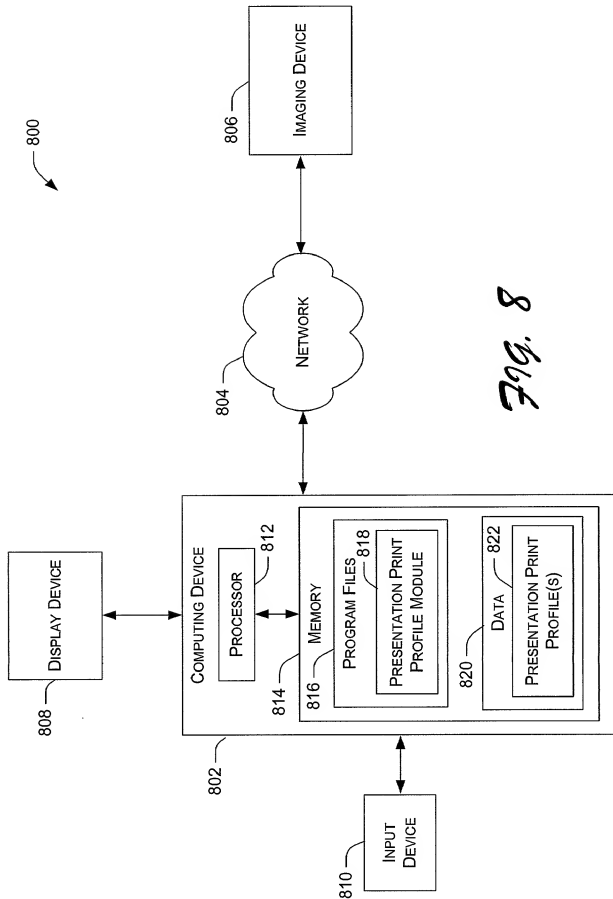 800
DISPLAY DEVICE
808
COMPUTING DEVICE
802
PROCESSOR
812
MEMORY
814
PROGRAM FILES
816
PRESENTATION PRINT
PROFILE MODULE
818
DATA
820
PRESENTATION PRINT
PROFILE(S)
822
INPUT
DEVICE
810
NETWORK
804
IMAGING DEVICE
806
FIG. 8